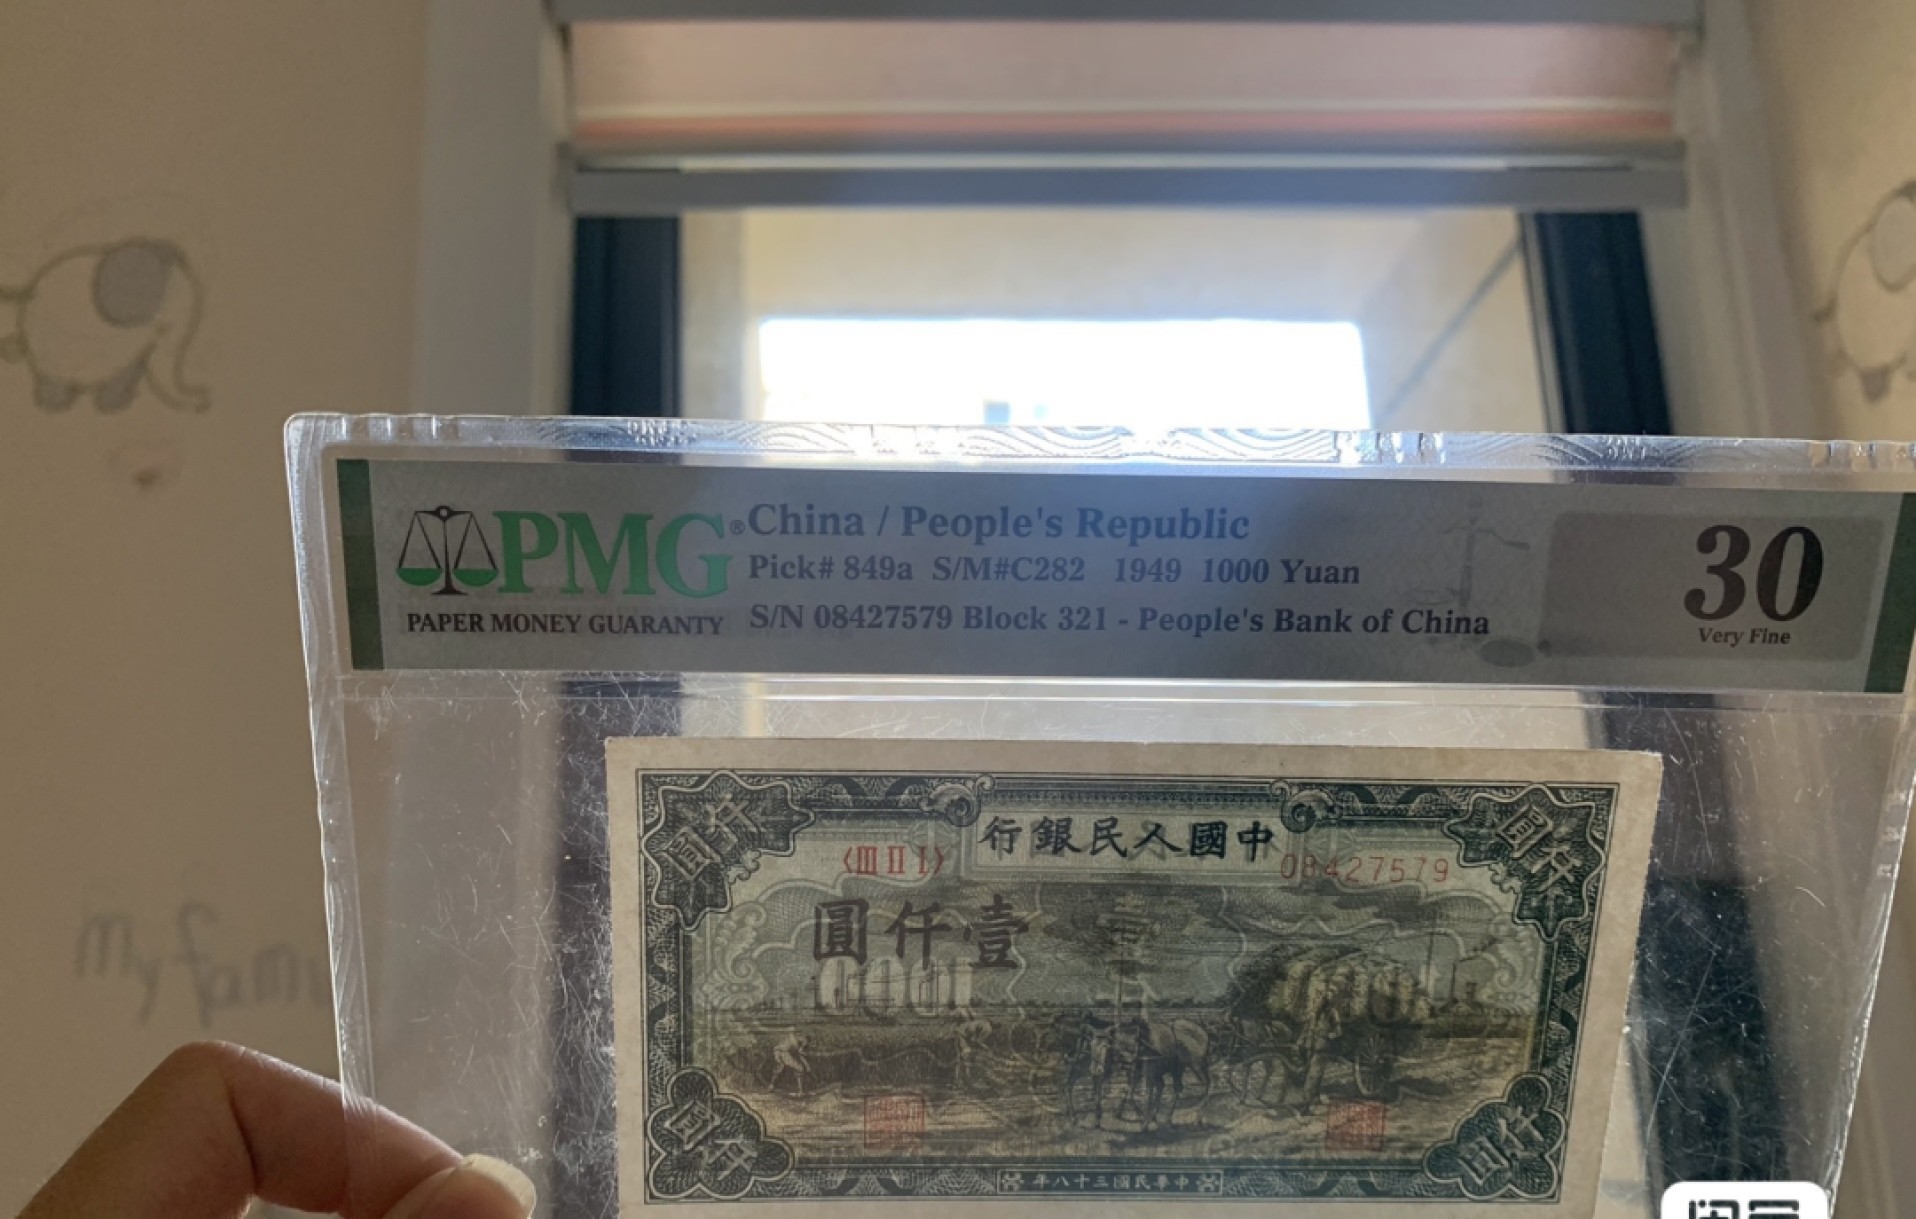 PMG® China / People's Republic
Pick# 849a S/M#C282 1949 1000 Yuan
PAPER MONEY GUARANTY S/N 08427579 Block 321 - People's Bank of China
30
Very Fine
圓仟
行銀民人國中
圓仟
〈III II I〉
08427579
圓仟壹
圓仟
圓仟
年八十三國民華中
my fam